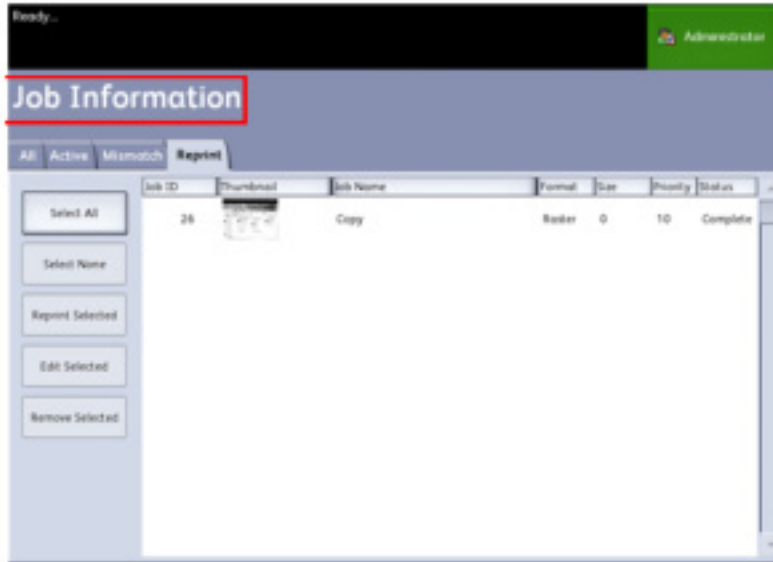 Ready...
Administrator
Job Information
All Active Mismatch Reprint
Job ID Thumbnail Job Name Format Size Priority Status
26 Copy Raster 0 10 Complete
Select All
Select None
Reprint Selected
Edit Selected
Remove Selected